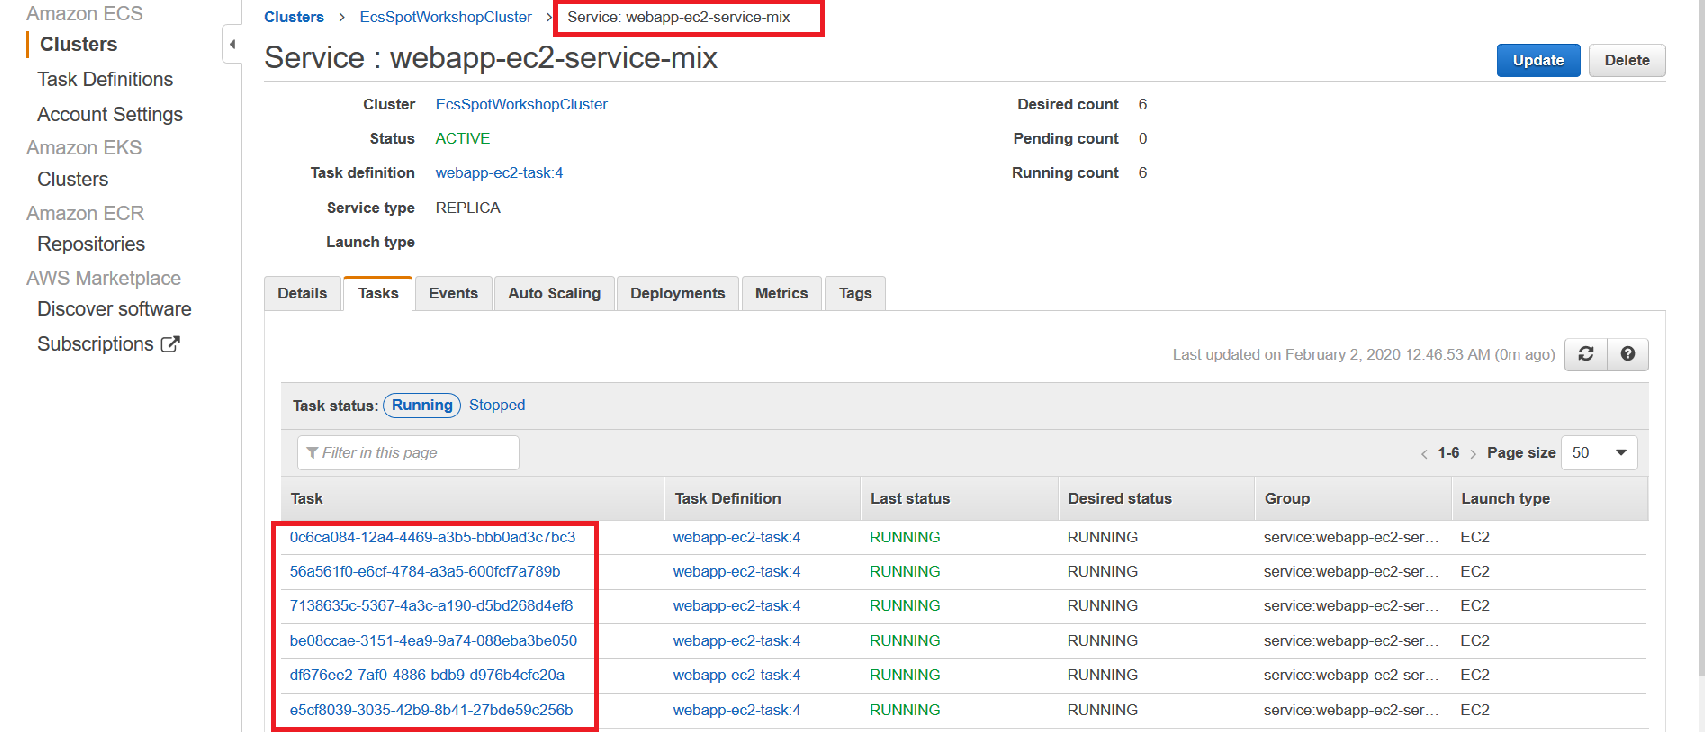 Amazon ECS
Clusters
Task Definitions
Account Settings
Amazon EKS
Clusters
Amazon ECR
Repositories
AWS Marketplace
Discover software
Subscriptions
Clusters > EcsSpotWorkshopCluster > Service: webapp-ec2-service-mix
Service : webapp-ec2-service-mix
Update Delete
Cluster EcsSpotWorkshopCluster Desired count 6
Status ACTIVE Pending count 0
Task definition webapp-ec2-task:4 Running count 6
Service type REPLICA
Launch type
Details Tasks Events Auto Scaling Deployments Metrics Tags
Last updated on February 2, 2020 12:46:53 AM (0m ago)
Task status: Running Stopped
Filter in this page < 1-6 > Page size 50
Task Task Definition Last status Desired status Group Launch type
0c6ca084-12a4-4469-a3b5-bbb0ad3c7bc3 webapp-ec2-task:4 RUNNING RUNNING service:webapp-ec2-ser... EC2
56a561f0-e6cf-4784-a3a5-600fcf7a789b webapp-ec2-task:4 RUNNING RUNNING service:webapp-ec2-ser... EC2
7138635c-5367-4a3c-a190-d5bd268d4ef8 webapp-ec2-task:4 RUNNING RUNNING service:webapp-ec2-ser... EC2
be08ccae-3151-4ea9-9a74-088eba3be050 webapp-ec2-task:4 RUNNING RUNNING service:webapp-ec2-ser... EC2
df676ee2-7af0-4886-bdb9-d976b4cfc20a webapp-ec2-task:4 RUNNING RUNNING service:webapp-ec2-ser... EC2
e5cf8039-3035-42b9-8b41-27bde59c256b webapp-ec2-task:4 RUNNING RUNNING service:webapp-ec2-ser... EC2